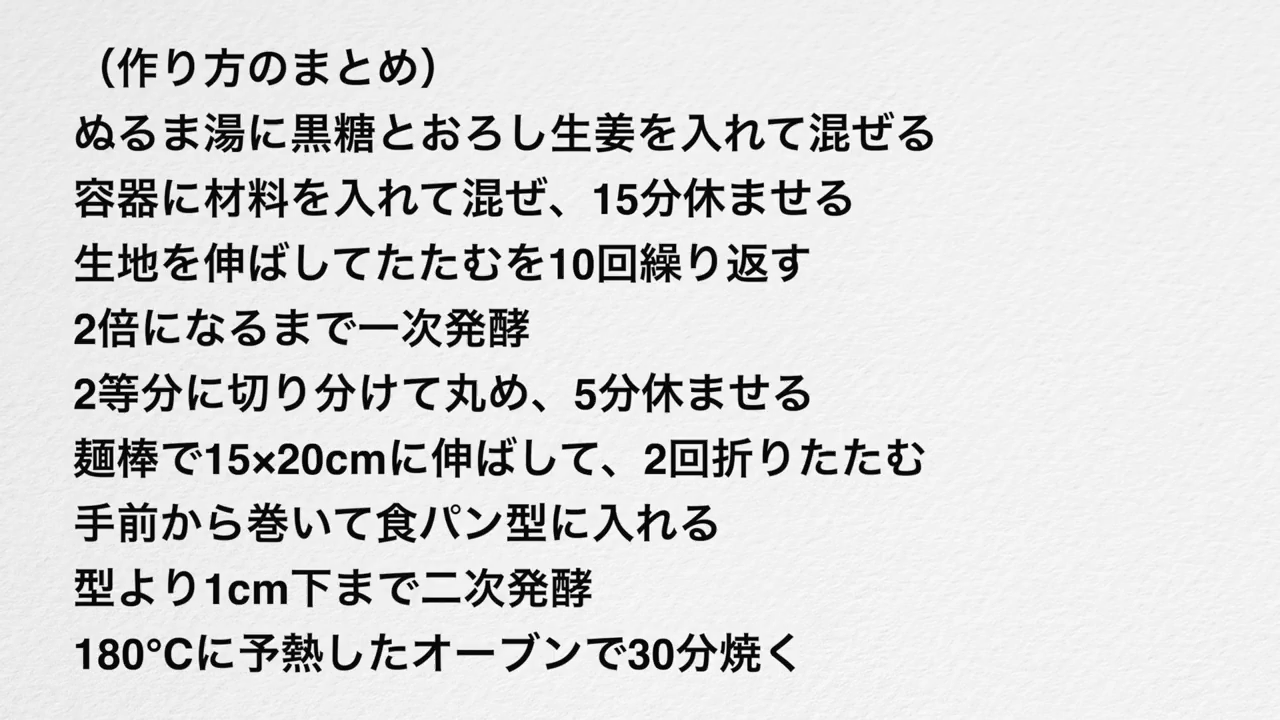 （作り方のまとめ）
ぬるま湯に黒糖とおろし生姜を入れて混ぜる
容器に材料を入れて混ぜ、15分休ませる
生地を伸ばしてたたむを10回繰り返す
2倍になるまで一次発酵
2等分に切り分けて丸め、5分休ませる
麺棒で15×20cmに伸ばして、2回折りたたむ
手前から巻いて食パン型に入れる
型より1cm下まで二次発酵
180°Cに予熱したオーブンで30分焼く